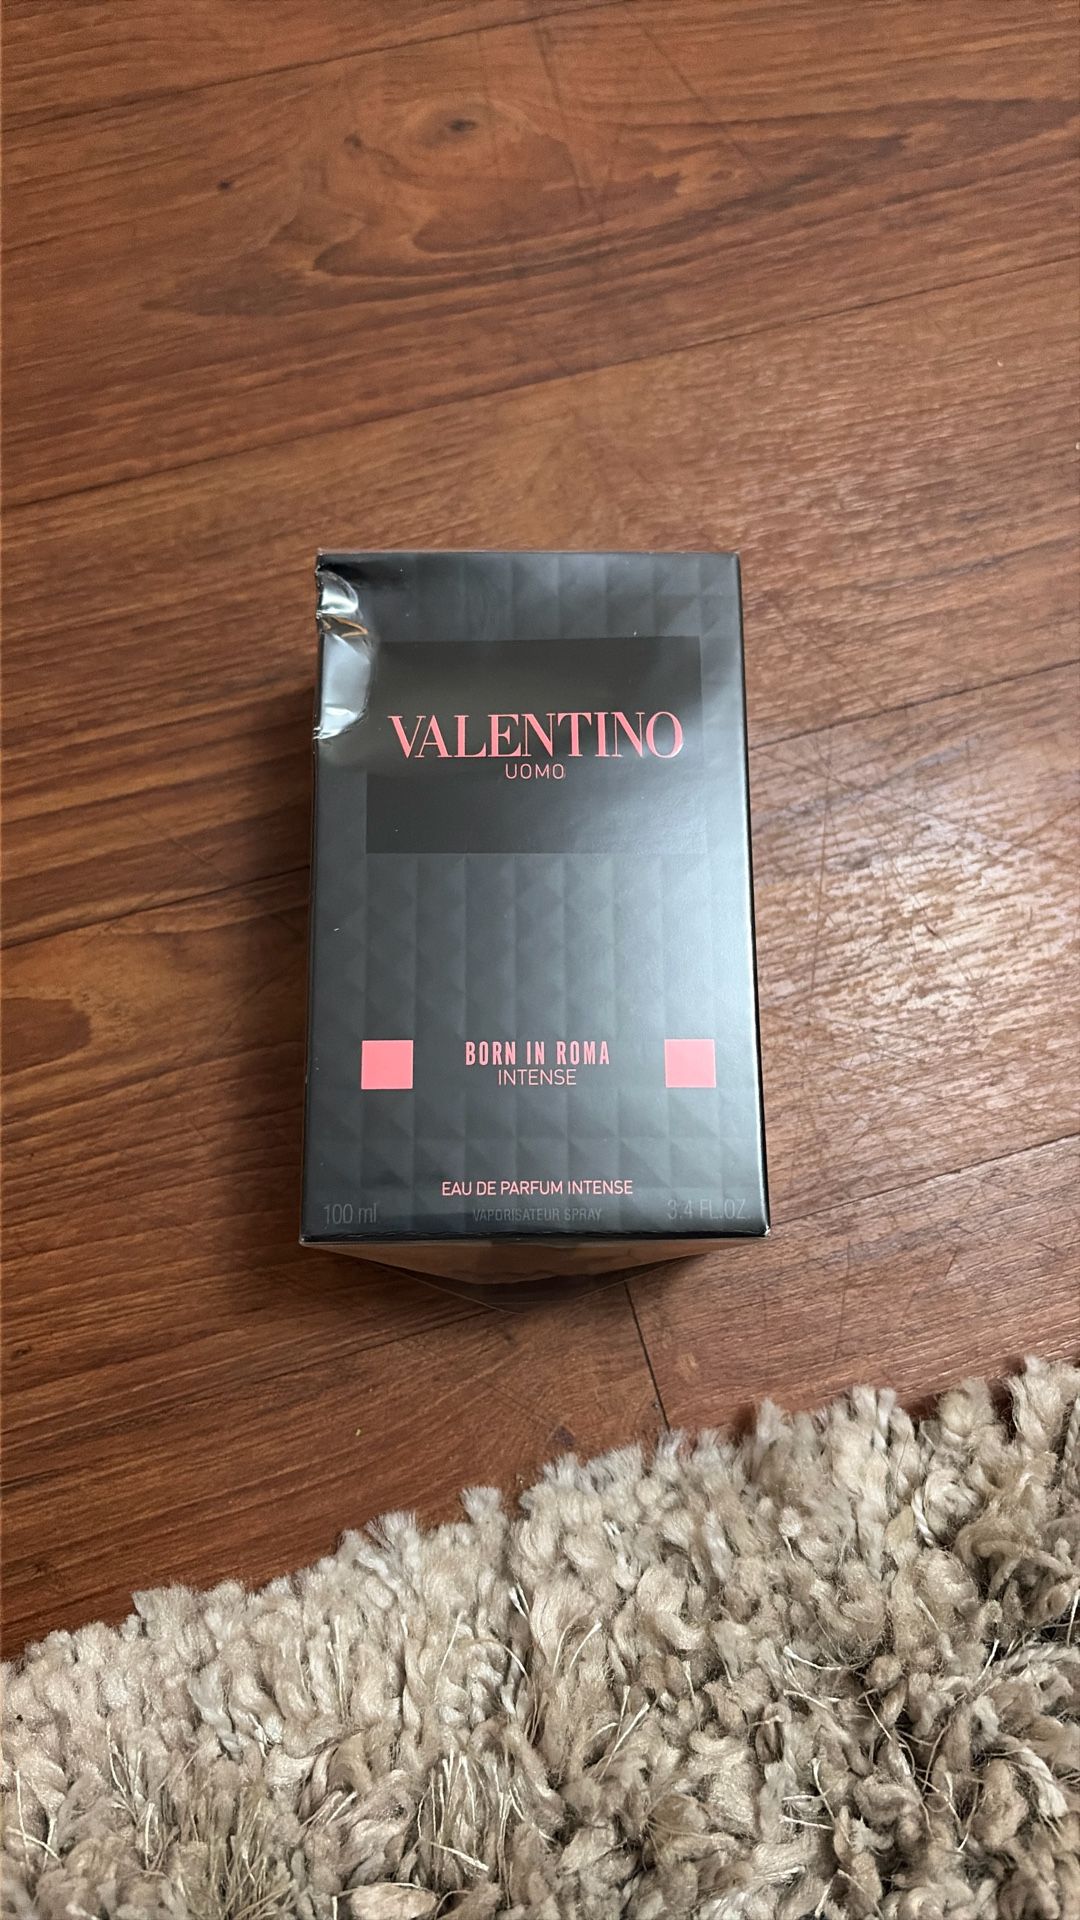 VALENTINO
UOMO
BORN IN ROMA
INTENSE
EAU DE PARFUM INTENSE
100 ml VAPORISATEUR SPRAY 3.4 FL.OZ